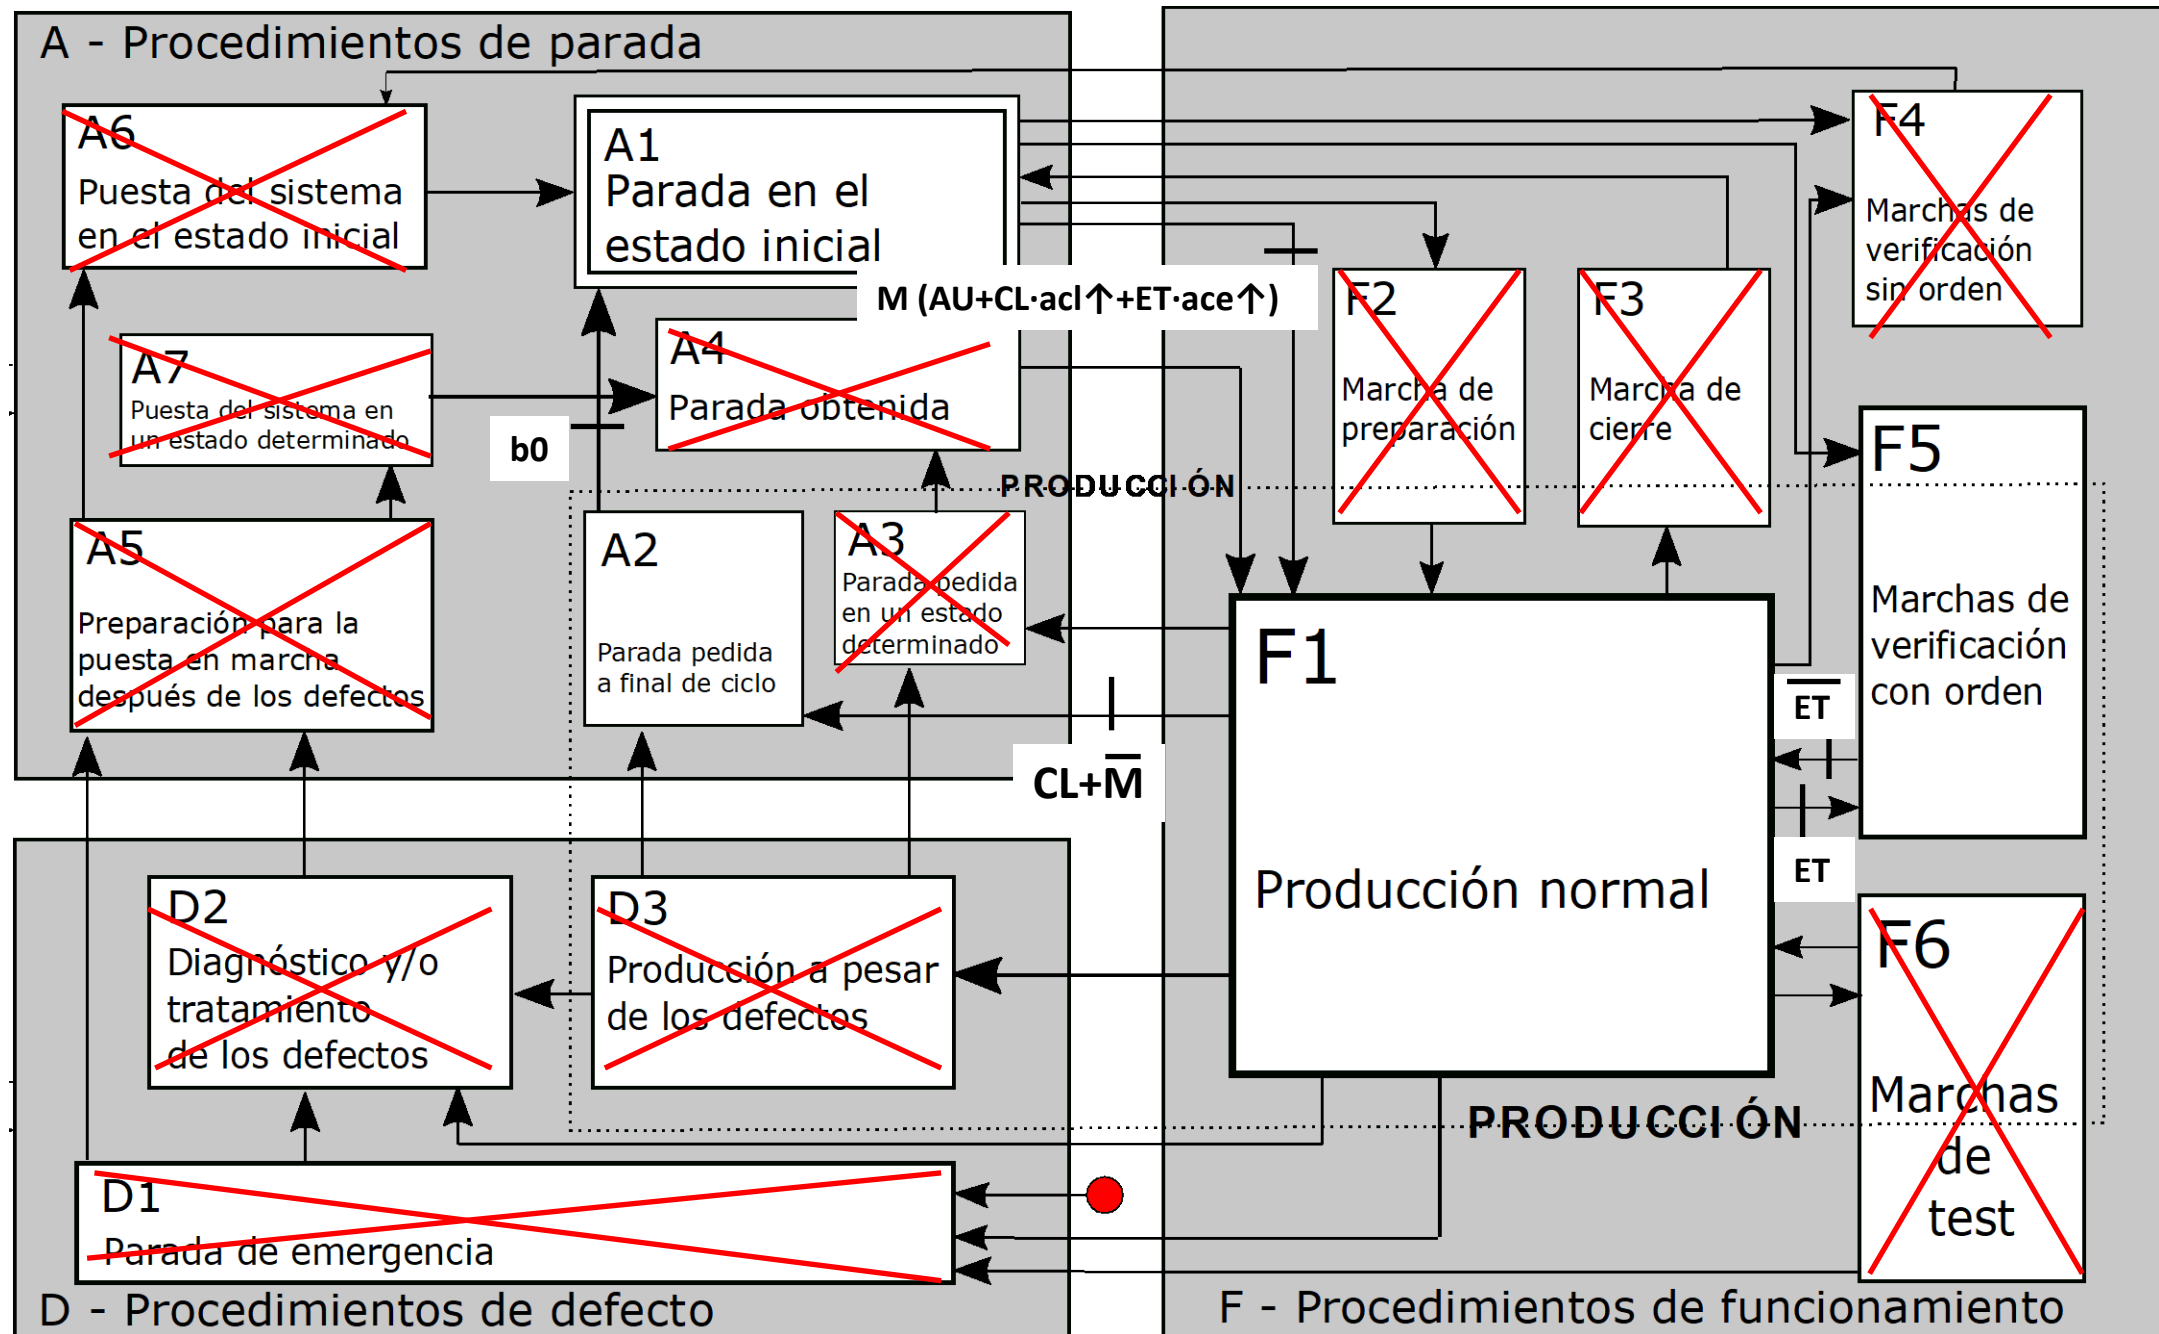 A - Procedimientos de parada
A6
Puesta del sistema
en el estado inicial
A1
Parada en el
estado inicial
M (AU+CL·acl↑+ET·ace↑)
A7
Puesta del sistema en
un estado determinado
A4
Parada obtenida
b0
PRODUCCIÓN
A5
Preparación para la
puesta en marcha
después de los defectos
A2
Parada pedida
a final de ciclo
A3
Parada pedida
en un estado
determinado
CL+M̅
F2
Marcha de
preparación
F3
Marcha de
cierre
F4
Marchas de
verificación
sin orden
F5
Marchas de
verificación
con orden
F1
Producción normal
E̅T̅
ET
F6
Marchas
de
test
PRODUCCIÓN
D2
Diagnóstico y/o
tratamiento
de los defectos
D3
Producción a pesar
de los defectos
D1
Parada de emergencia
D - Procedimientos de defecto
F - Procedimientos de funcionamiento